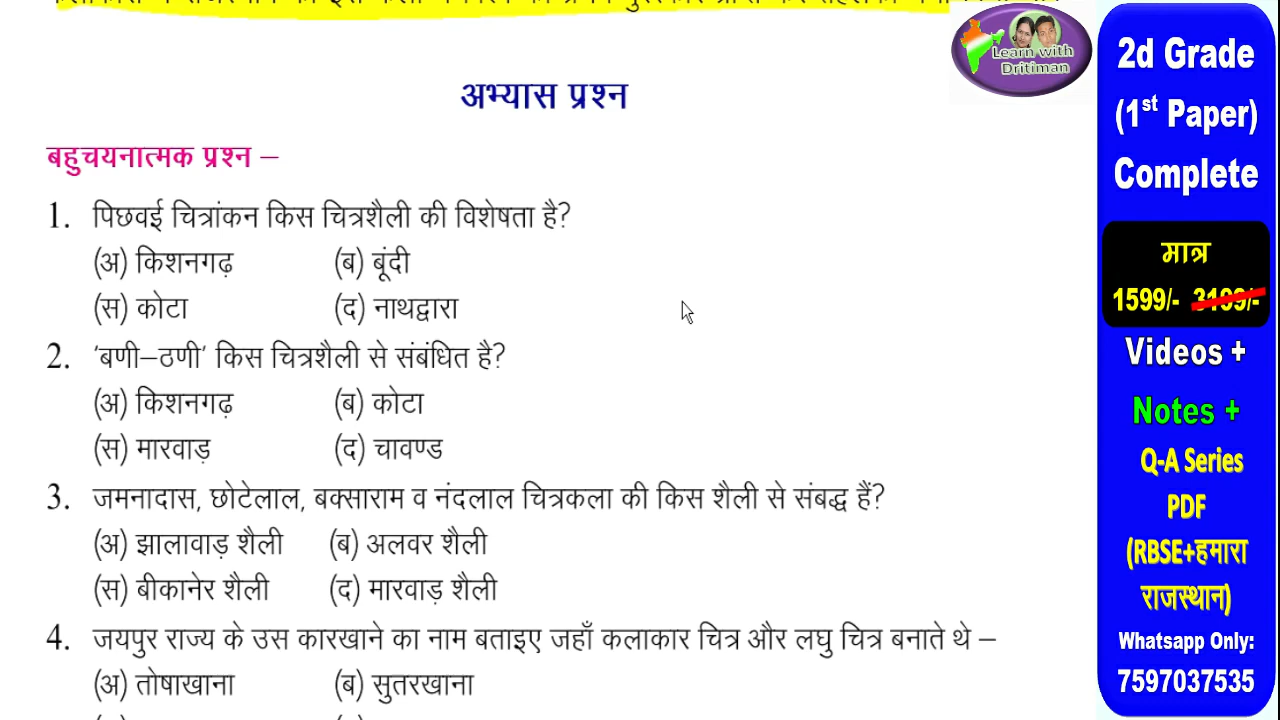 अभ्यास प्रश्न
बहुचयनात्मक प्रश्न –
1. पिछवई चित्रांकन किस चित्रशैली की विशेषता है?
(अ) किशनगढ़ (ब) बूंदी
(स) कोटा (द) नाथद्वारा
2. 'बणी–ठणी' किस चित्रशैली से संबंधित है?
(अ) किशनगढ़ (ब) कोटा
(स) मारवाड़ (द) चावण्ड
3. जमनादास, छोटेलाल, बक्साराम व नंदलाल चित्रकला की किस शैली से संबद्ध हैं?
(अ) झालावाड़ शैली (ब) अलवर शैली
(स) बीकानेर शैली (द) मारवाड़ शैली
4. जयपुर राज्य के उस कारखाने का नाम बताइए जहाँ कलाकार चित्र और लघु चित्र बनाते थे –
(अ) तोषाखाना (ब) सुतरखाना
Learn with
Dritiman
2d Grade
(1st Paper)
Complete
मात्र
1599/- 3199/-
Videos +
Notes +
Q-A Series
PDF
(RBSE+हमारा
राजस्थान)
Whatsapp Only:
7597037535